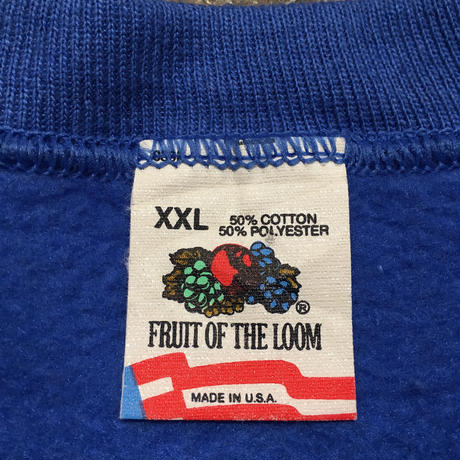 XXL
50% COTTON
50% POLYESTER
®
FRUIT OF THE LOOM
MADE IN U.S.A.